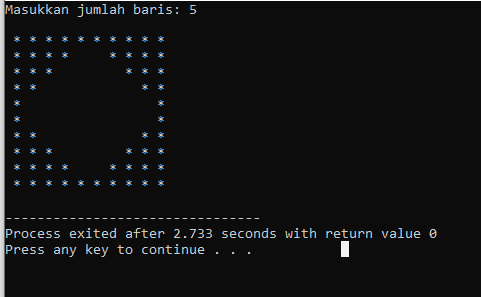 Masukkan jumlah baris: 5
 * * * * * * * * * *
 * * * *     * * * *
 * * *         * * *
 * *             * *
 *                 *
 *                 *
 * *             * *
 * * *         * * *
 * * * *     * * * *
 * * * * * * * * * *
--------------------------------
Process exited after 2.733 seconds with return value 0
Press any key to continue . . .